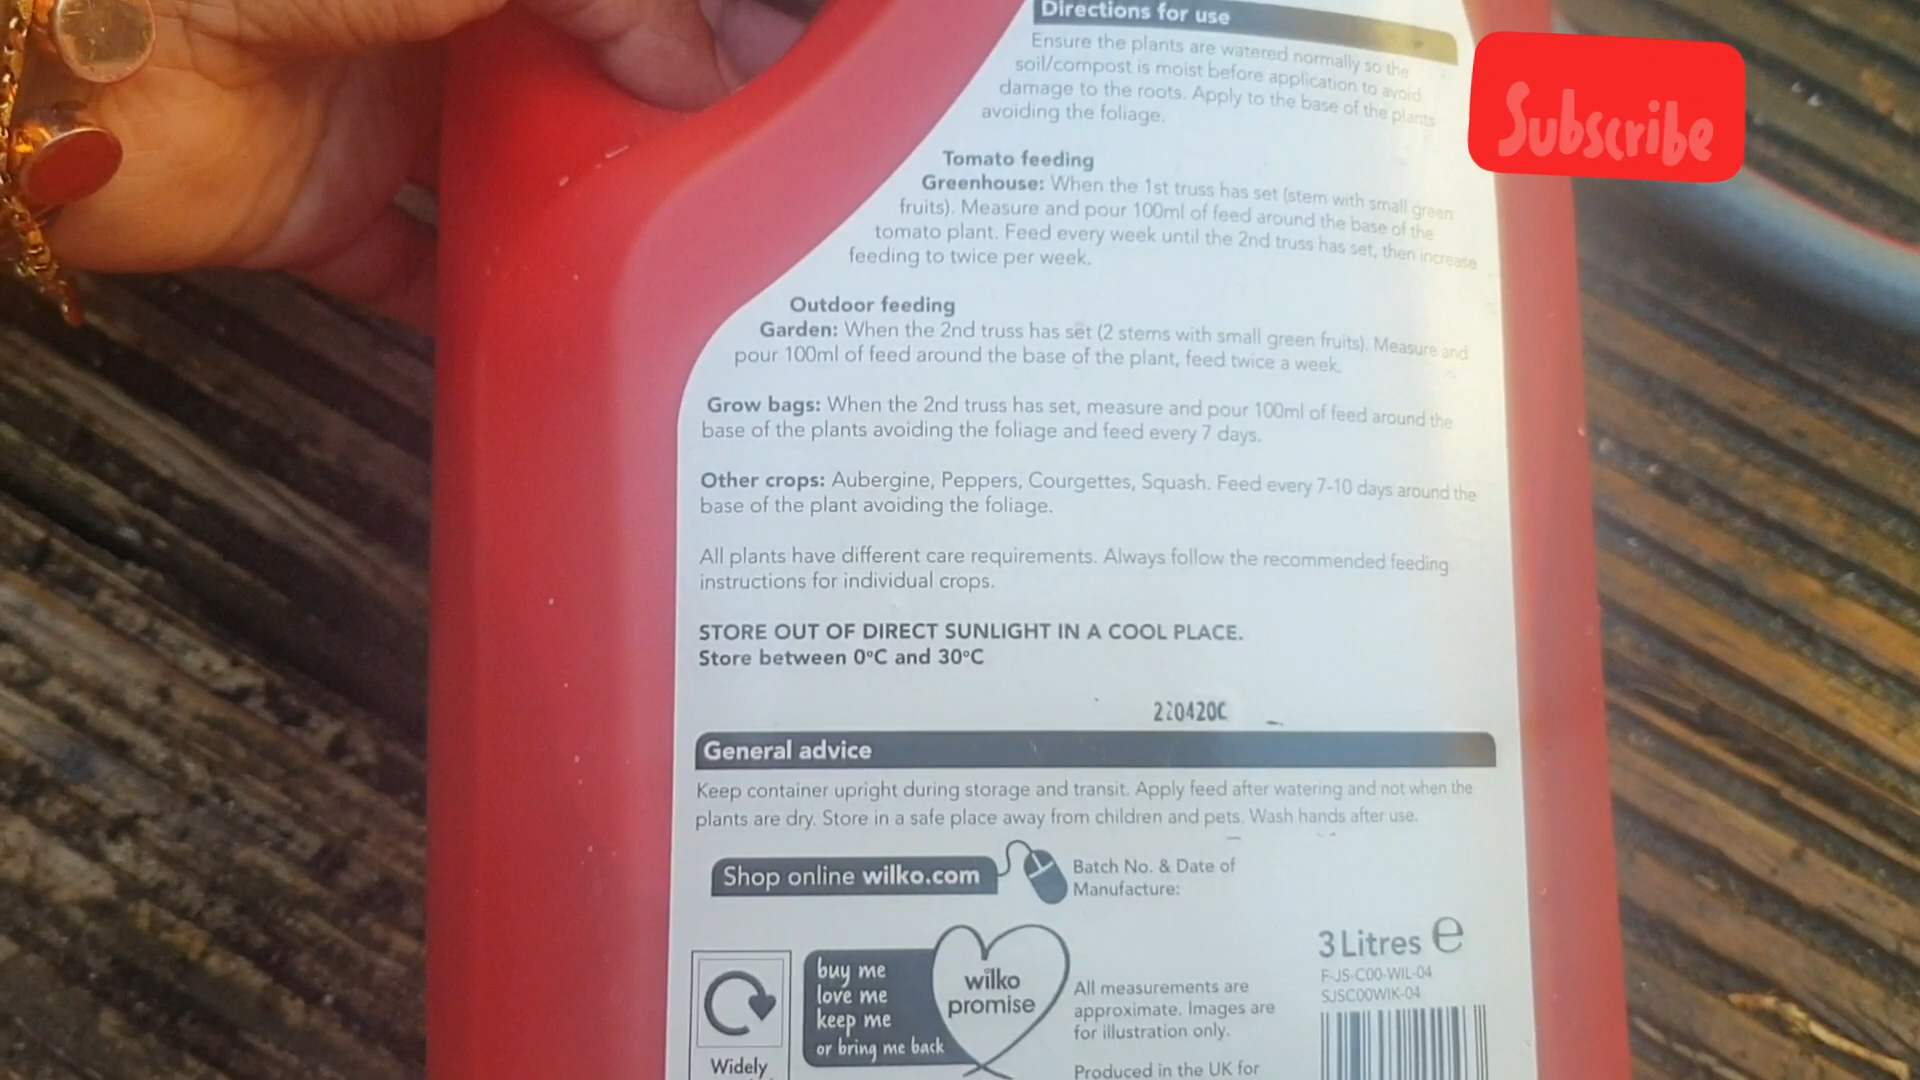 Directions for use
Ensure the plants are watered normally so the
soil/compost is moist before application to avoid
damage to the roots. Apply to the base of the plants
avoiding the foliage.
Subscribe
Tomato feeding
Greenhouse: When the 1st truss has set (stem with small green
fruits). Measure and pour 100ml of feed around the base of the
tomato plant. Feed every week until the 2nd truss has set, then increase
feeding to twice per week.
Outdoor feeding
Garden: When the 2nd truss has set (2 stems with small green fruits). Measure and
pour 100ml of feed around the base of the plant, feed twice a week.
Grow bags: When the 2nd truss has set, measure and pour 100ml of feed around the
base of the plants avoiding the foliage and feed every 7 days.
Other crops: Aubergine, Peppers, Courgettes, Squash. Feed every 7-10 days around the
base of the plant avoiding the foliage.
All plants have different care requirements. Always follow the recommended feeding
instructions for individual crops.
STORE OUT OF DIRECT SUNLIGHT IN A COOL PLACE.
Store between 0°C and 30°C
220420C
General advice
Keep container upright during storage and transit. Apply feed after watering and not when the
plants are dry. Store in a safe place away from children and pets. Wash hands after use.
Shop online wilko.com
Batch No. & Date of
Manufacture:
3 Litres e
F-JS-C00-WIL-04
SJSC00WIK-04
buy me
love me
keep me
or bring me back
wilko
promise
All measurements are
approximate. Images are
for illustration only.
Widely
Produced in the UK for